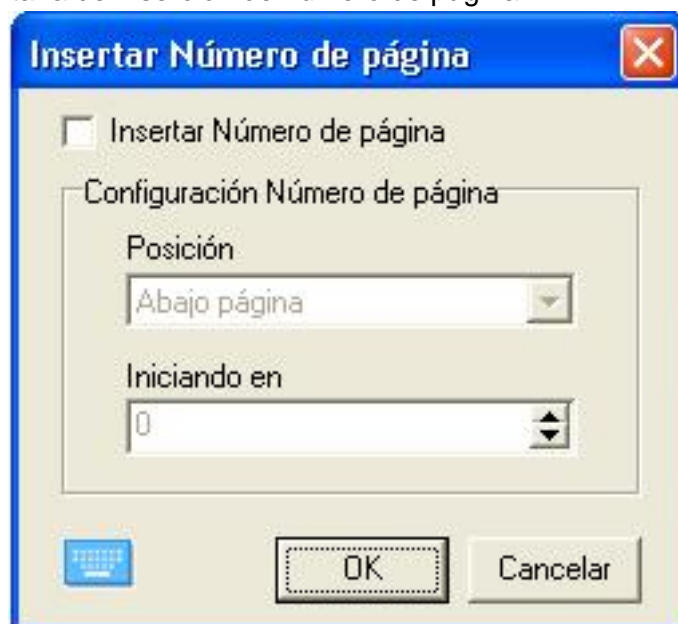 Insertar Número de página
Insertar Número de página
Configuración Número de página
Posición
Abajo página
Iniciando en
0
OK Cancelar